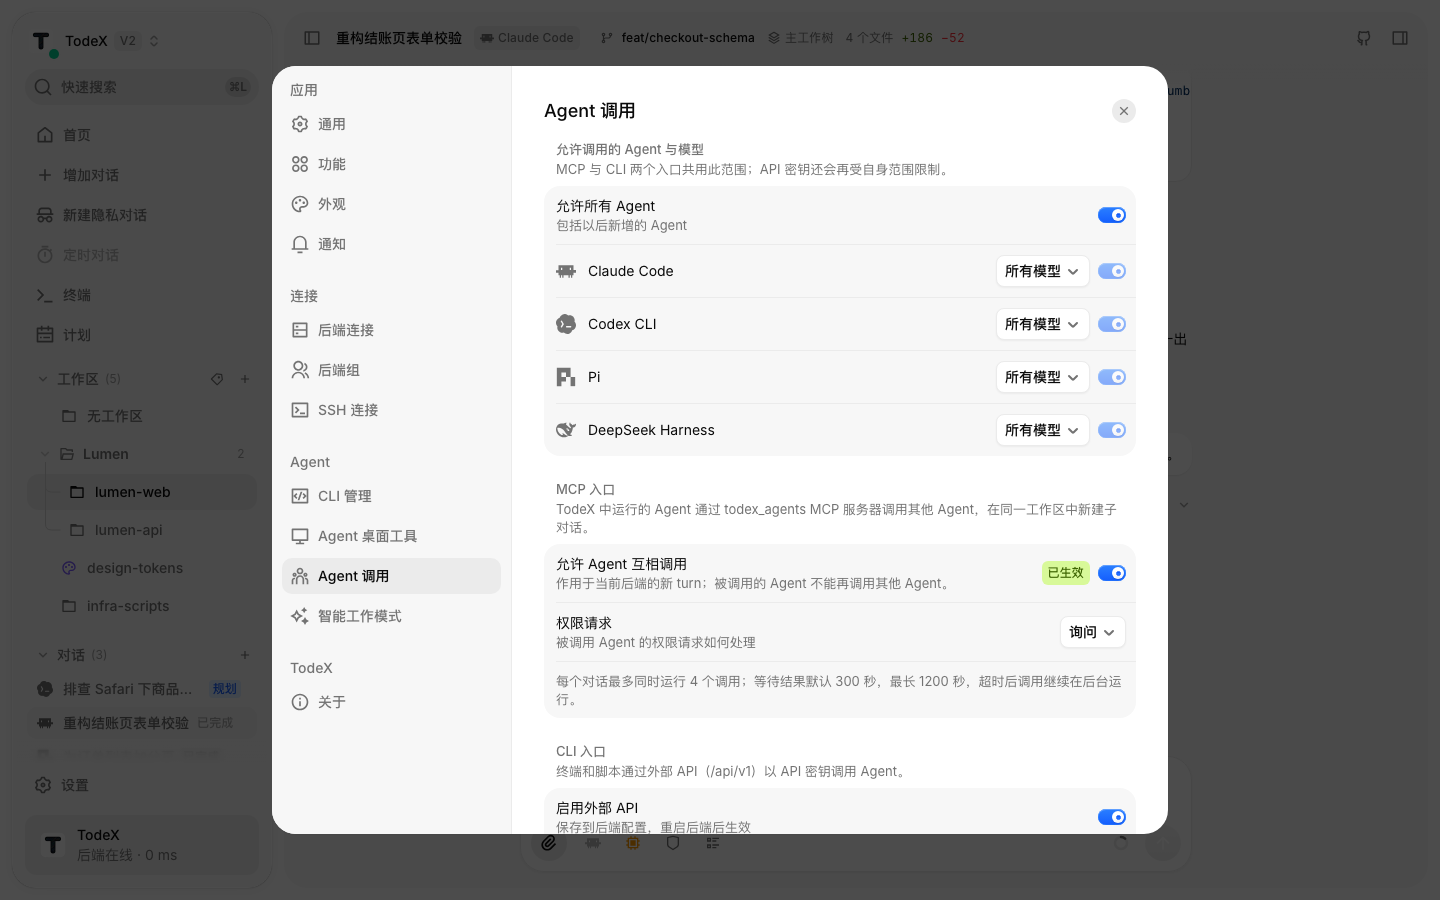 TodeX V2
快速搜索 ⌘L
首页
增加对话
新建隐私对话
定时对话
终端
计划
工作区 (5)
无工作区
Lumen 2
lumen-web
lumen-api
design-tokens
infra-scripts
对话 (3)
排查 Safari 下商品... 规划
重构结账页表单校验 已完成
设置
TodeX
后端在线 · 0 ms
重构结账页表单校验 Claude Code feat/checkout-schema 主工作树 4 个文件 +186 −52
umb
出
应用
通用
功能
外观
通知
连接
后端连接
后端组
SSH 连接
Agent
CLI 管理
Agent 桌面工具
Agent 调用
智能工作模式
TodeX
关于
Agent 调用
允许调用的 Agent 与模型
MCP 与 CLI 两个入口共用此范围；API 密钥还会再受自身范围限制。
允许所有 Agent
包括以后新增的 Agent
Claude Code 所有模型
Codex CLI 所有模型
Pi 所有模型
DeepSeek Harness 所有模型
MCP 入口
TodeX 中运行的 Agent 通过 todex_agents MCP 服务器调用其他 Agent，在同一工作区中新建子
对话。
允许 Agent 互相调用 已生效
作用于当前后端的新 turn；被调用的 Agent 不能再调用其他 Agent。
权限请求 询问
被调用 Agent 的权限请求如何处理
每个对话最多同时运行 4 个调用；等待结果默认 300 秒，最长 1200 秒，超时后调用继续在后台运
行。
CLI 入口
终端和脚本通过外部 API（/api/v1）以 API 密钥调用 Agent。
启用外部 API
保存到后端配置，重启后端后生效